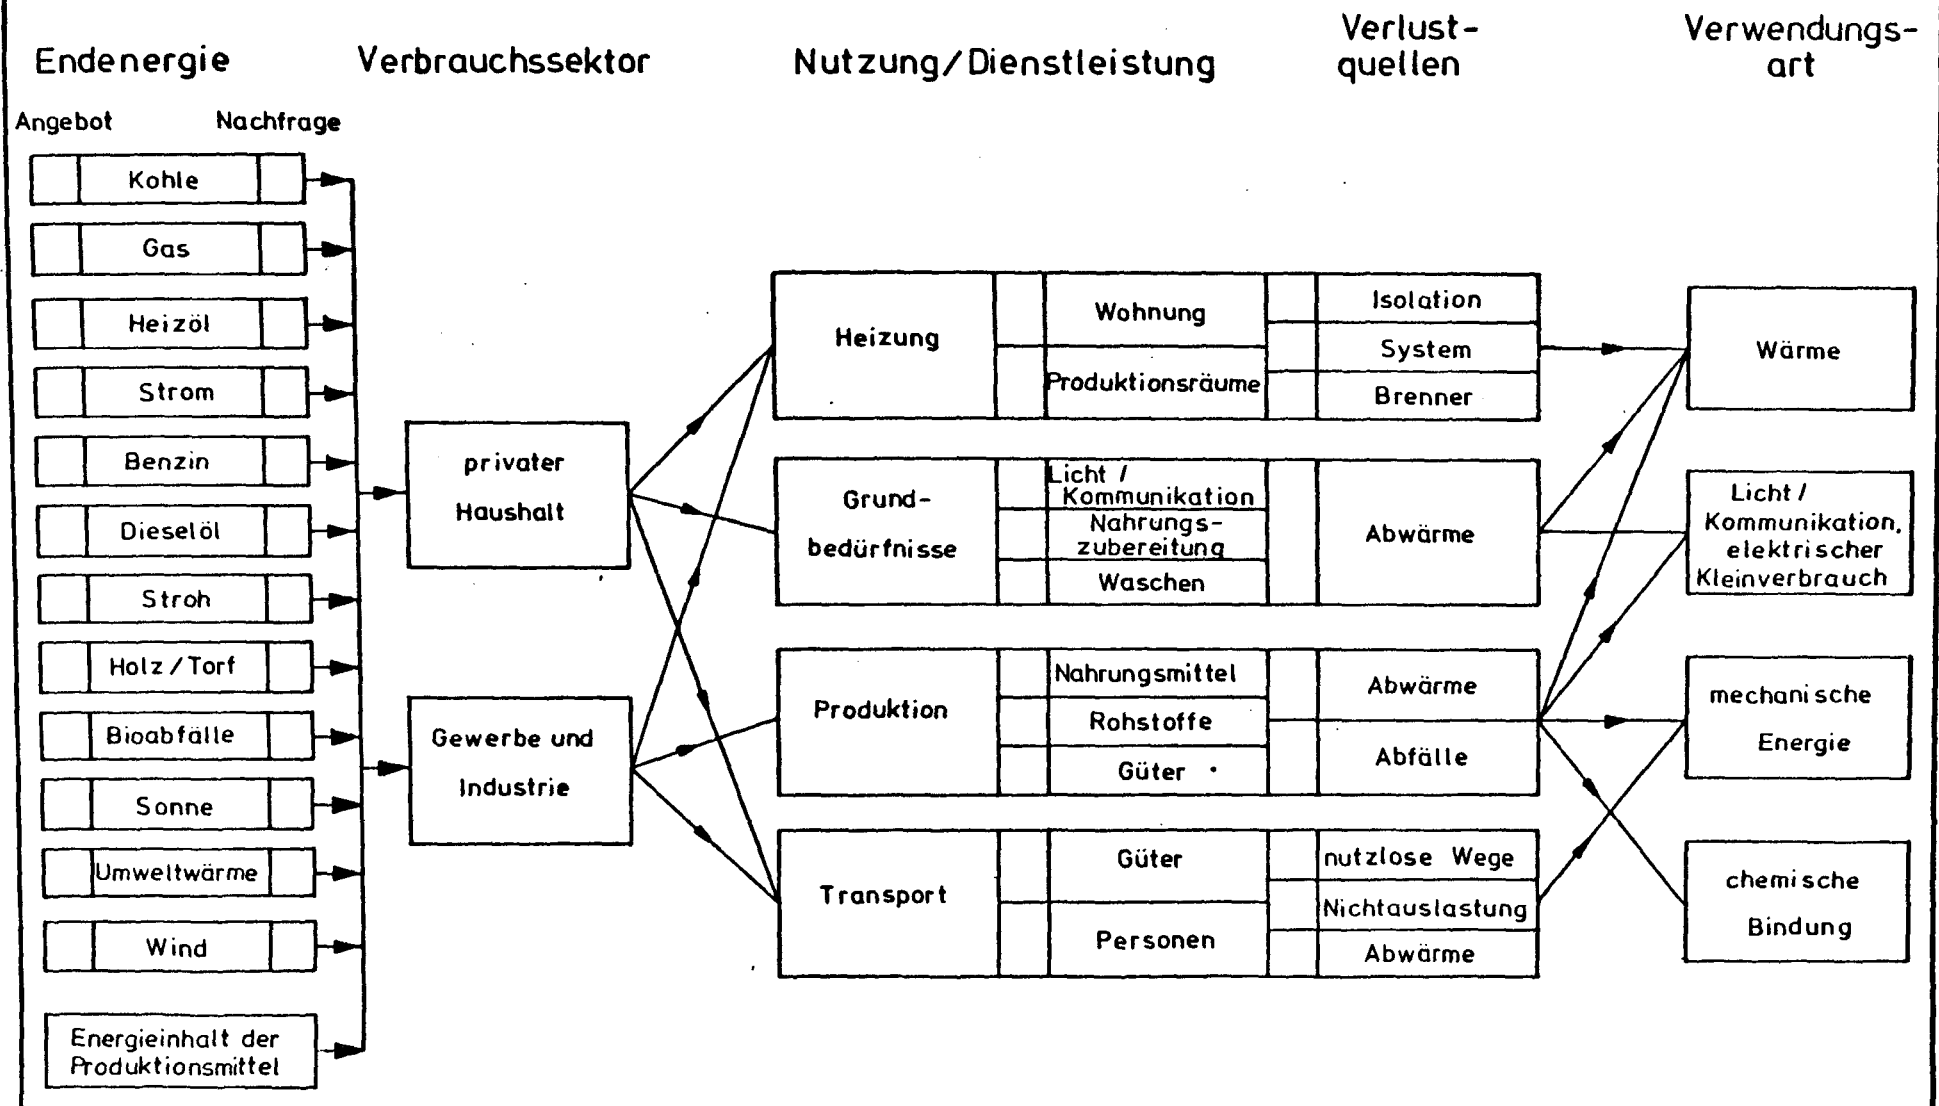 Endenergie
Verbrauchssektor
Nutzung/Dienstleistung
Verlust-
quellen
Verwendungs-
art
Angebot
Nachfrage
Kohle
Gas
Heizöl
Strom
Benzin
Dieselöl
Stroh
Holz/Torf
Bioabfälle
Sonne
Umweltwärme
Wind
Energieinhalt der
Produktionsmittel
privater
Haushalt
Gewerbe und
Industrie
Heizung
Wohnung
Produktionsräume
Isolation
System
Brenner
Grund-
bedürfnisse
Licht /
Kommunikation
Nahrungs-
zubereitung
Waschen
Abwärme
Produktion
Nahrungsmittel
Rohstoffe
Güter
Abwärme
Abfälle
Transport
Güter
Personen
nutzlose Wege
Nichtauslastung
Abwärme
Wärme
Licht /
Kommunikation,
elektrischer
Kleinverbrauch
mechanische
Energie
chemische
Bindung